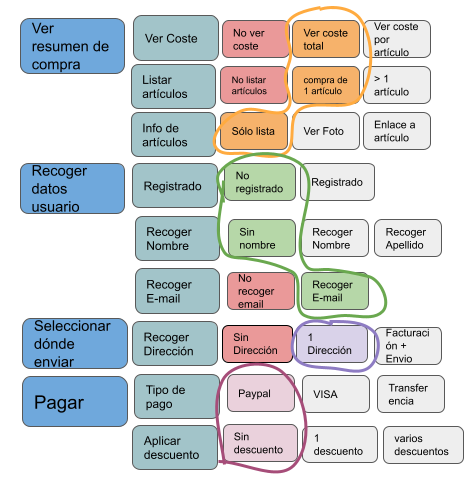 Ver
resumen de
compra
Ver Coste
No ver
coste
Ver coste
total
Ver coste
por
artículo
Listar
artículos
No listar
artículos
compra de
1 artículo
> 1
artículo
Info de
artículos
Sólo lista
Ver Foto
Enlace a
artículo
Recoger
datos
usuario
Registrado
No
registrado
Registrado
Recoger
Nombre
Sin
nombre
Recoger
Nombre
Recoger
Apellido
Recoger
E-mail
No
recoger
email
Recoger
E-mail
Seleccionar
dónde
enviar
Recoger
Dirección
Sin
Dirección
1
Dirección
Facturaci
ón +
Envio
Pagar
Tipo de
pago
Paypal
VISA
Transfer
encia
Aplicar
descuento
Sin
descuento
1
descuento
varios
descuentos